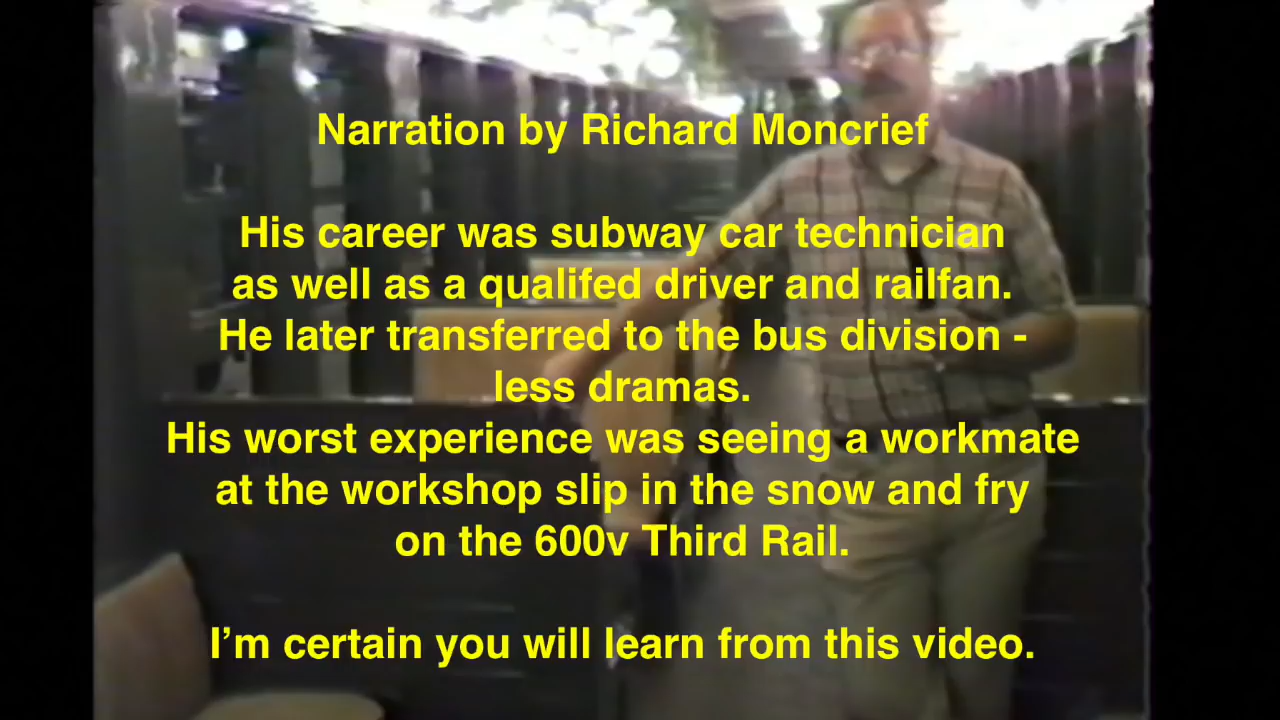 Narration by Richard Moncrief
His career was subway car technician
as well as a qualifed driver and railfan.
He later transferred to the bus division -
less dramas.
His worst experience was seeing a workmate
at the workshop slip in the snow and fry
on the 600v Third Rail.
I’m certain you will learn from this video.